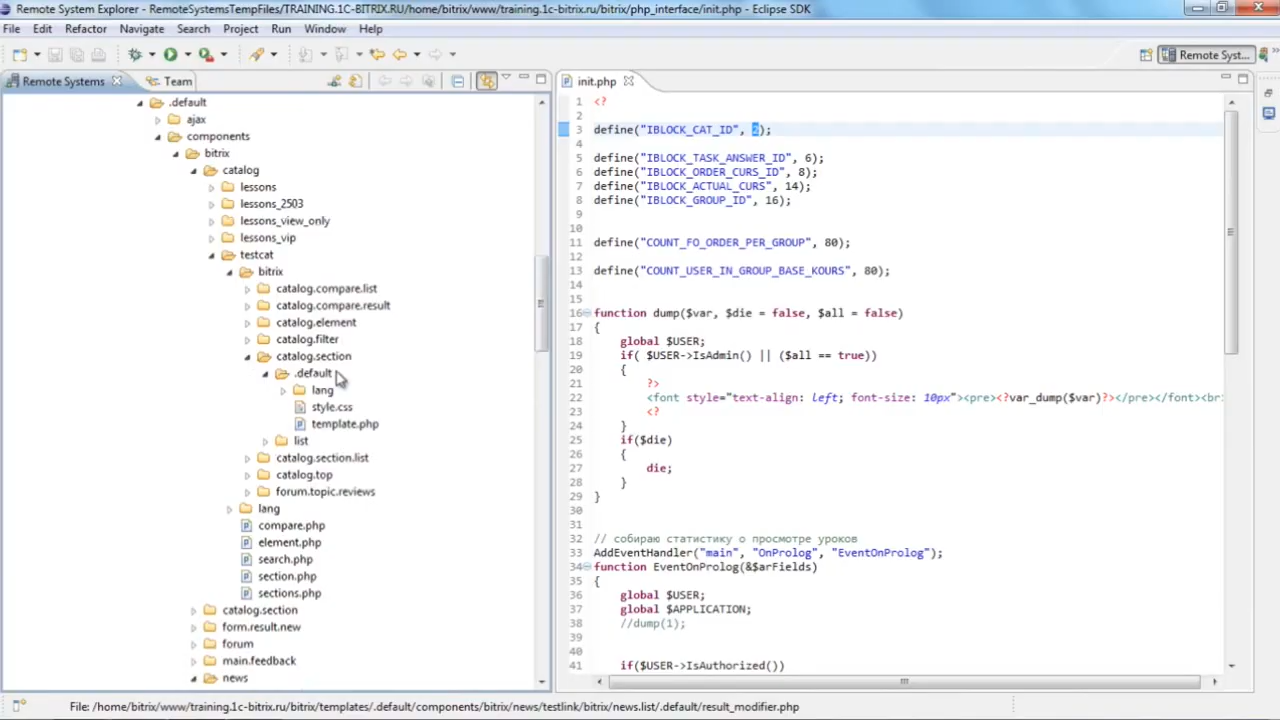 Remote System Explorer - RemoteSystemsTempFiles/TRAINING.1C-BITRIX.RU/home/bitrix/www/training.1c-bitrix.ru/bitrix/php_interface/init.php - Eclipse SDK
File Edit Refactor Navigate Search Project Run Window Help
Remote Syst...
Remote Systems Team
.default
ajax
components
bitrix
catalog
lessons
lessons_2503
lessons_view_only
lessons_vip
testcat
bitrix
catalog.compare.list
catalog.compare.result
catalog.element
catalog.filter
catalog.section
.default
lang
style.css
template.php
list
catalog.section.list
catalog.top
forum.topic.reviews
lang
compare.php
element.php
search.php
section.php
sections.php
catalog.section
form.result.new
forum
main.feedback
news
init.php
1 <?
2
3 define("IBLOCK_CAT_ID", 2);
4
5 define("IBLOCK_TASK_ANSWER_ID", 6);
6 define("IBLOCK_ORDER_CURS_ID", 8);
7 define("IBLOCK_ACTUAL_CURS", 14);
8 define("IBLOCK_GROUP_ID", 16);
9
10
11 define("COUNT_FO_ORDER_PER_GROUP", 80);
12
13 define("COUNT_USER_IN_GROUP_BASE_KOURS", 80);
14
15
16 function dump($var, $die = false, $all = false)
17 {
18 global $USER;
19 if( $USER->IsAdmin() || ($all == true))
20 {
21 ?>
22 <font style="text-align: left; font-size: 10px"><pre><?var_dump($var)?></pre></font><br
23 <?
24 }
25 if($die)
26 {
27 die;
28 }
29 }
30
31
32 // собираю статистику о просмотре уроков
33 AddEventHandler("main", "OnProlog", "EventOnProlog");
34 function EventOnProlog(&$arFields)
35 {
36 global $USER;
37 global $APPLICATION;
38 //dump(1);
39
40
41 if($USER->IsAuthorized())
File: /home/bitrix/www/training.1c-bitrix.ru/bitrix/templates/.default/components/bitrix/news/testlink/bitrix/news.list/.default/result_modifier.php